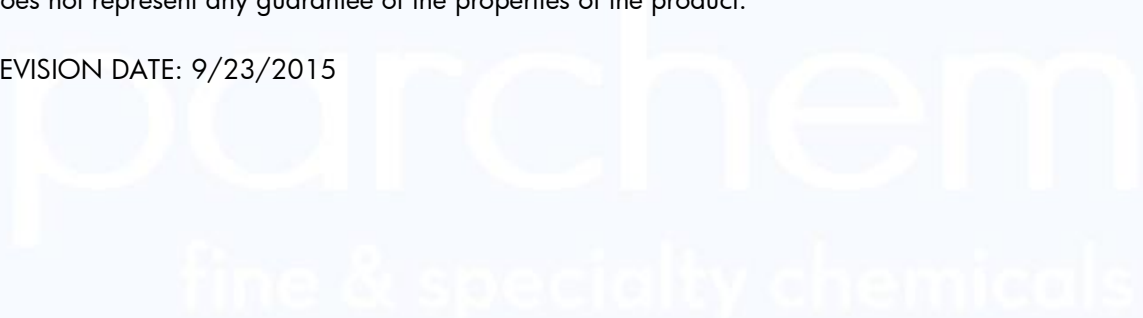 oes not represent any guarantee of the properties of the product.
EVISION DATE: 9/23/2015
parchem
fine & specialty chemicals